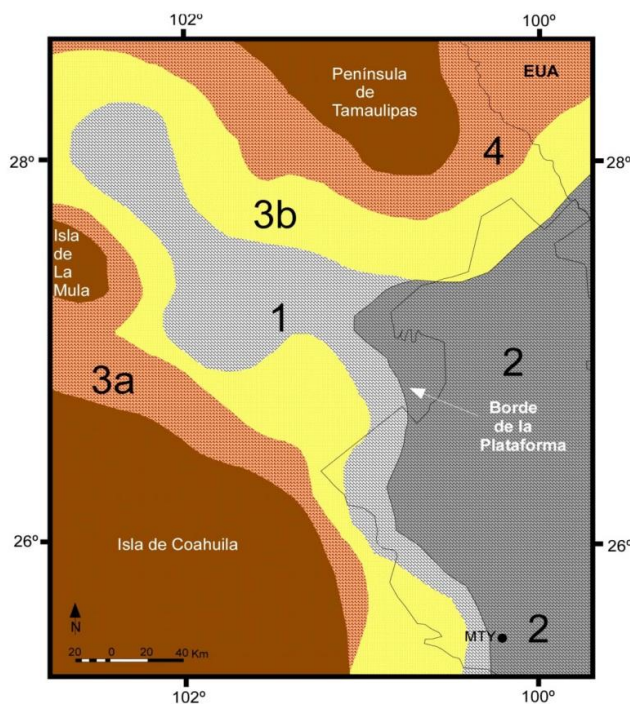 102º
100º
Península
de
Tamaulipas
EUA
28º
4
28º
3b
Isla
de
La
Mula
1
2
3a
Borde
de la
Plataforma
26º
Isla de Coahuila
26º
N
MTY
2
20 0 20 40 Km
102º
100º